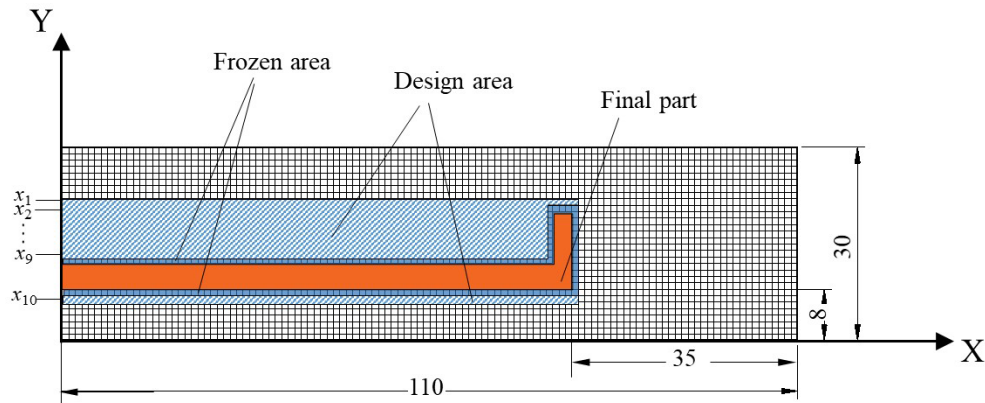 Y
Frozen area
Design area
Final part
x₁
x₂
x₉
x₁₀
30
8
35
X
110